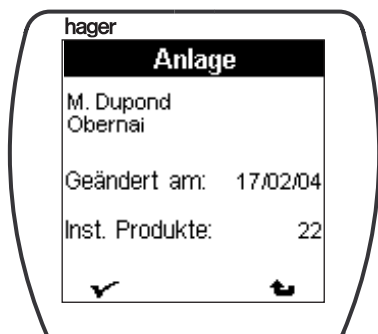 hager
Anlage
M. Dupond
Obernai
Geändert am: 17/02/04
Inst. Produkte: 22